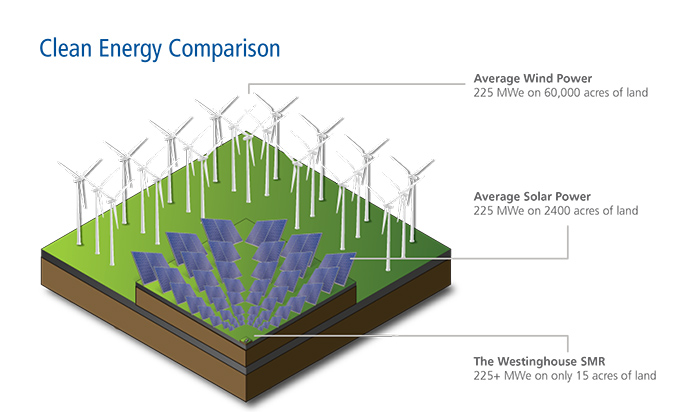 Clean Energy Comparison
Average Wind Power
225 MWe on 60,000 acres of land
Average Solar Power
225 MWe on 2400 acres of land
The Westinghouse SMR
225+ MWe on only 15 acres of land